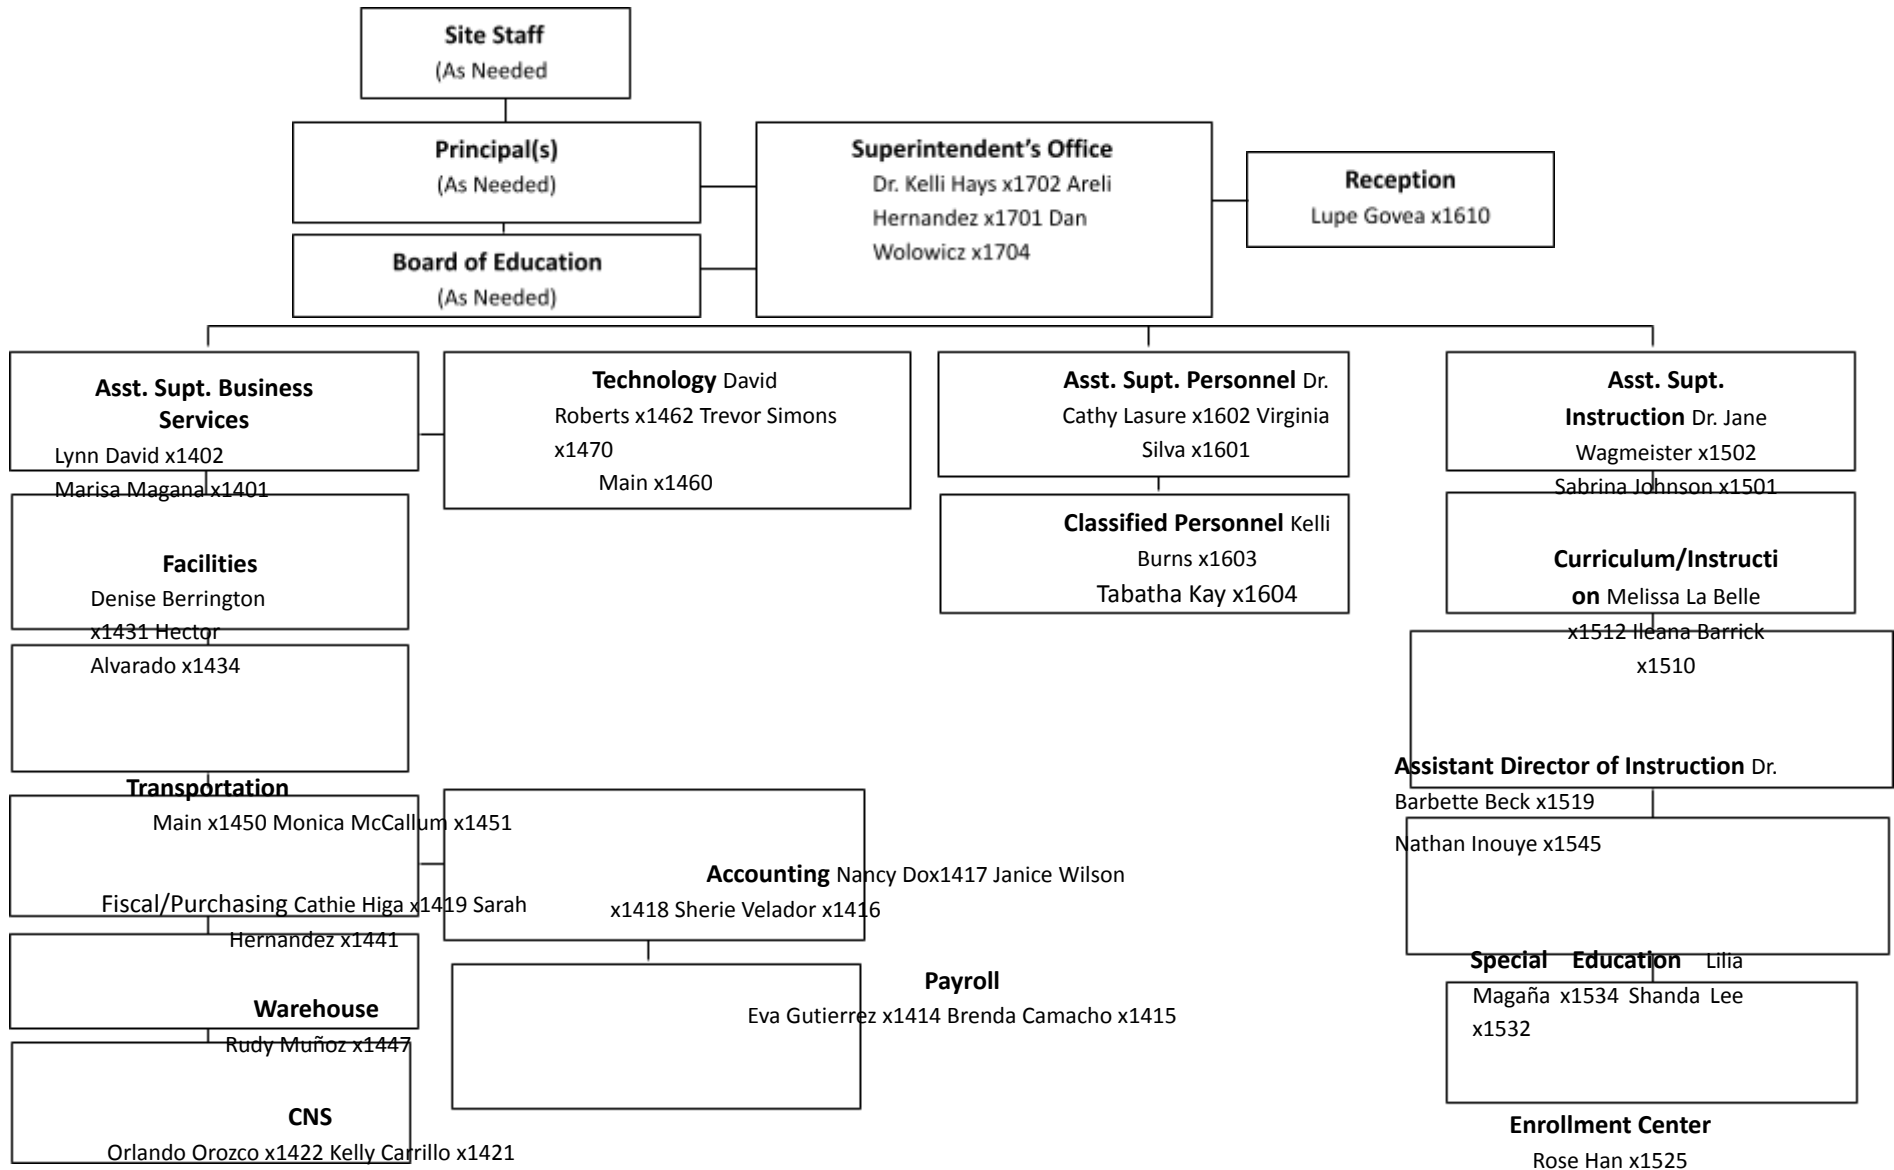 Site Staff
(As Needed
Principal(s)
(As Needed)
Board of Education
(As Needed)
Superintendent’s Office
Dr. Kelli Hays x1702 Areli
Hernandez x1701 Dan
Wolowicz x1704
Reception
Lupe Govea x1610
Asst. Supt. Business
Services
Lynn David x1402
Marisa Magana x1401
Technology David
Roberts x1462 Trevor Simons
x1470
Main x1460
Asst. Supt. Personnel Dr.
Cathy Lasure x1602 Virginia
Silva x1601
Asst. Supt.
Instruction Dr. Jane
Wagmeister x1502
Sabrina Johnson x1501
Facilities
Denise Berrington
x1431 Hector
Alvarado x1434
Classified Personnel Kelli
Burns x1603
Tabatha Kay x1604
Curriculum/Instructi
on Melissa La Belle
x1512 Ileana Barrick
x1510
Transportation
Main x1450 Monica McCallum x1451
Assistant Director of Instruction Dr.
Barbette Beck x1519
Nathan Inouye x1545
Fiscal/Purchasing Cathie Higa x1419 Sarah
Hernandez x1441
Accounting Nancy Dox1417 Janice Wilson
x1418 Sherie Velador x1416
Special Education Lilia
Magaña x1534 Shanda Lee
x1532
Warehouse
Rudy Muñoz x1447
Payroll
Eva Gutierrez x1414 Brenda Camacho x1415
CNS
Orlando Orozco x1422 Kelly Carrillo x1421
Enrollment Center
Rose Han x1525